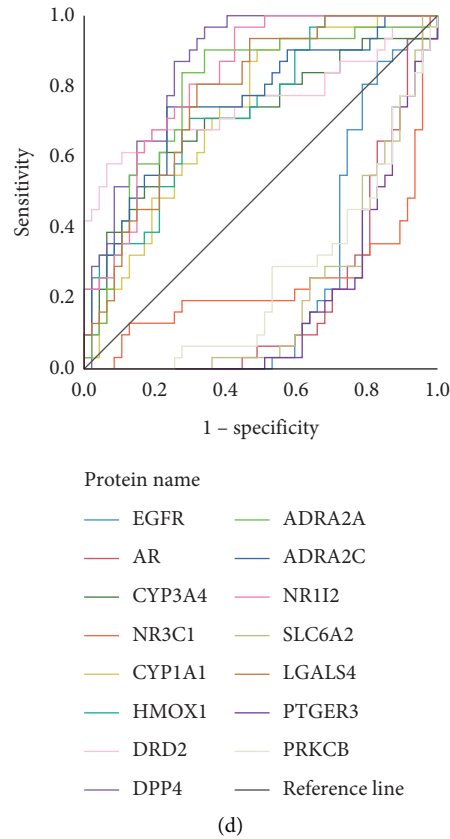 1.0
0.8
0.6
0.4
0.2
0.0
Sensitivity
0.0 0.2 0.4 0.6 0.8 1.0
1 – specificity
Protein name
EGFR ADRA2A
AR ADRA2C
CYP3A4 NR1I2
NR3C1 SLC6A2
CYP1A1 LGALS4
HMOX1 PTGER3
DRD2 PRKCB
DPP4 Reference line
(d)